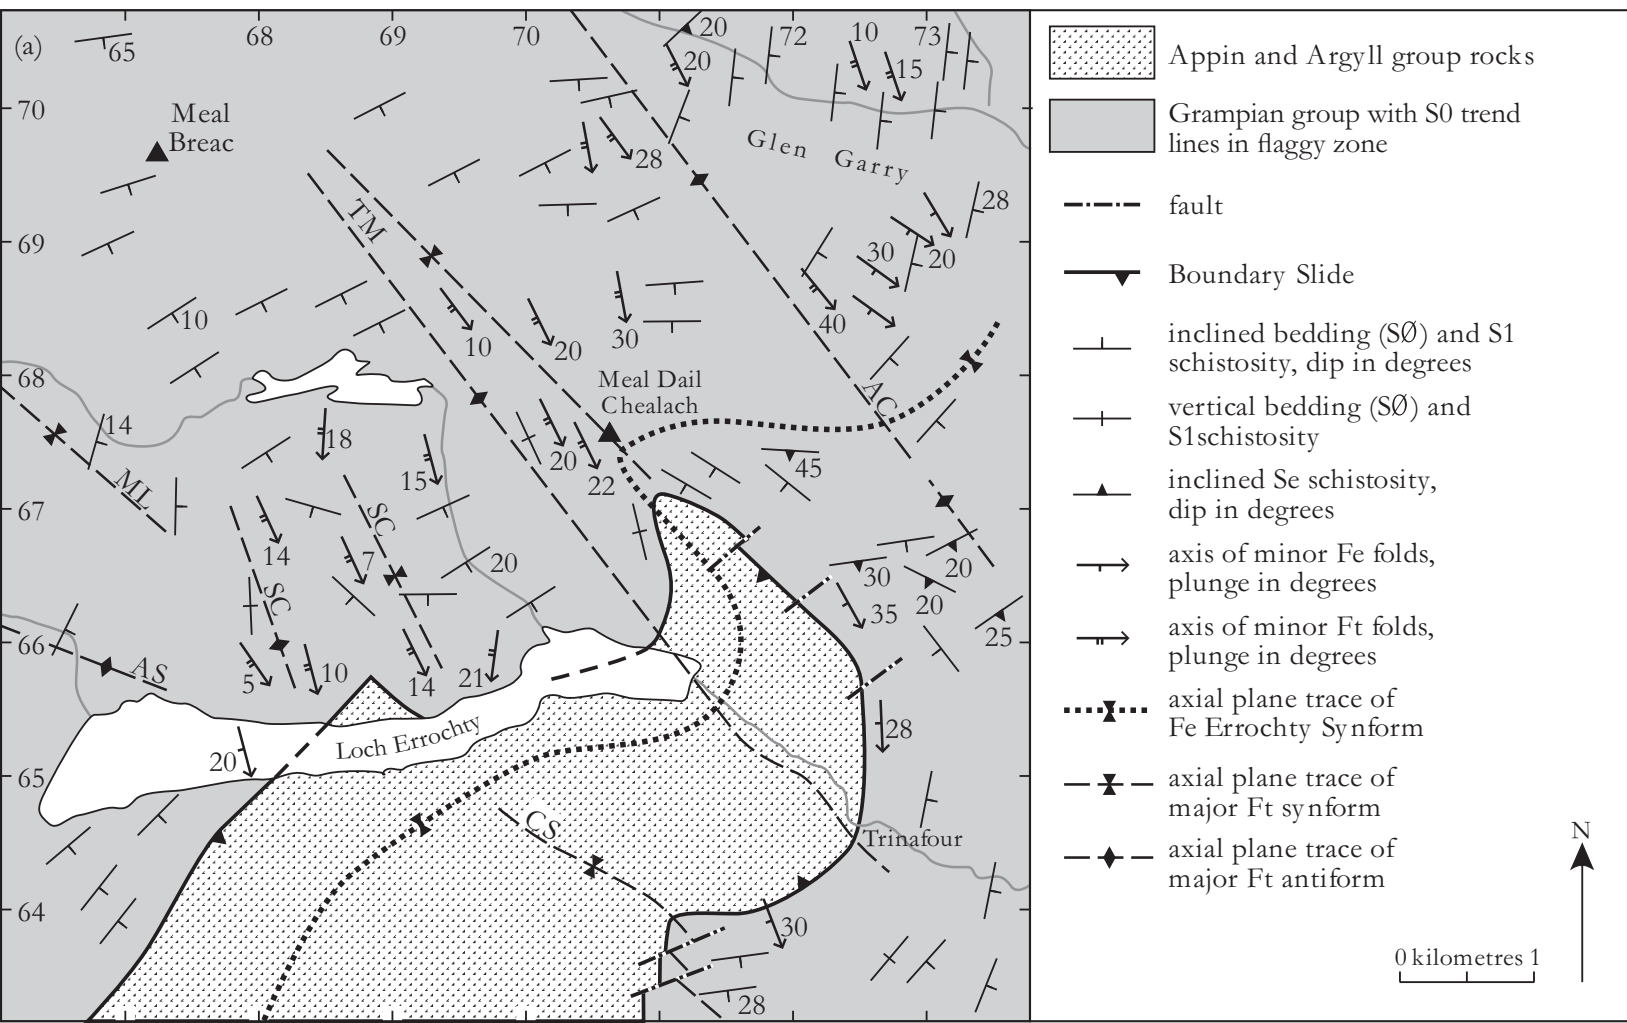 (a)
65
68
69
70
20
72
10
73
20
15
70
Meal
Breac
28
Glen Garry
28
69
TM
30
20
10
40
10
20
30
68
Meal Dail
Chealach
AC
14
18
15
20
22
45
ML
67
SC
14
7
20
30
20
20
SC
35
25
66
AS
5
10
14
21
28
20
Loch Errochty
65
CS
Trinafour
64
30
28
Appin and Argyll group rocks
Grampian group with S0 trend
lines in flaggy zone
fault
Boundary Slide
inclined bedding (SØ) and S1
schistosity, dip in degrees
vertical bedding (SØ) and
S1schistosity
inclined Se schistosity,
dip in degrees
axis of minor Fe folds,
plunge in degrees
axis of minor Ft folds,
plunge in degrees
axial plane trace of
Fe Errochty Synform
axial plane trace of
major Ft synform
axial plane trace of
major Ft antiform
N
0 kilometres 1